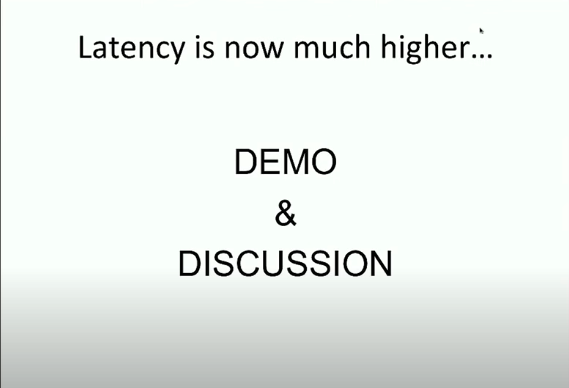 Latency is now much higher...
DEMO
&
DISCUSSION